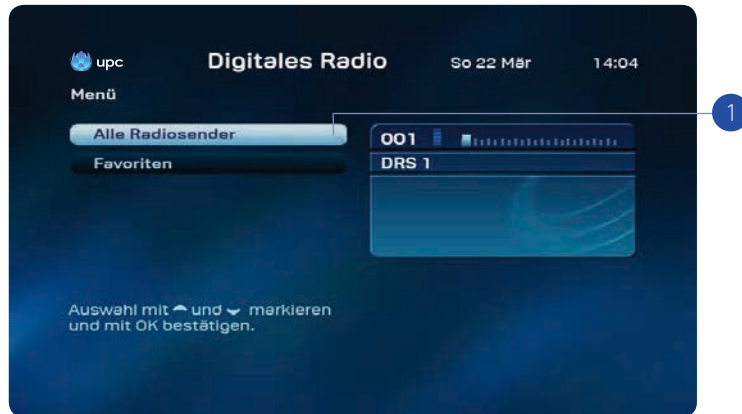 upc Digitales Radio So 22 Mär 14:04
Menü
1
Alle Radiosender
001
Favoriten
DRS 1
Auswahl mit und markieren
und mit OK bestätigen.